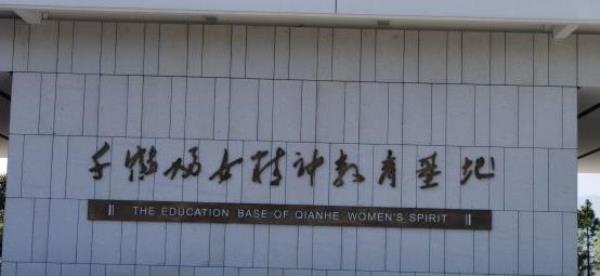 千鹤妇女精神教育基地
THE EDUCATION BASE OF QIANHE WOMEN'S SPIRIT